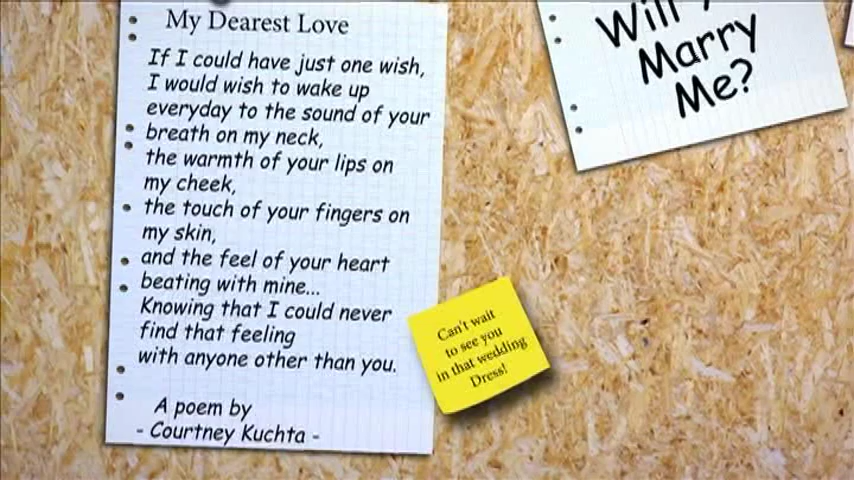 My Dearest Love
If I could have just one wish,
I would wish to wake up
everyday to the sound of your
breath on my neck,
the warmth of your lips on
my cheek,
the touch of your fingers on
my skin,
and the feel of your heart
beating with mine...
Knowing that I could never
find that feeling
with anyone other than you.
A poem by
- Courtney Kuchta -
Will
Marry
Me?
Can't wait
to see you
in that wedding
Dress!